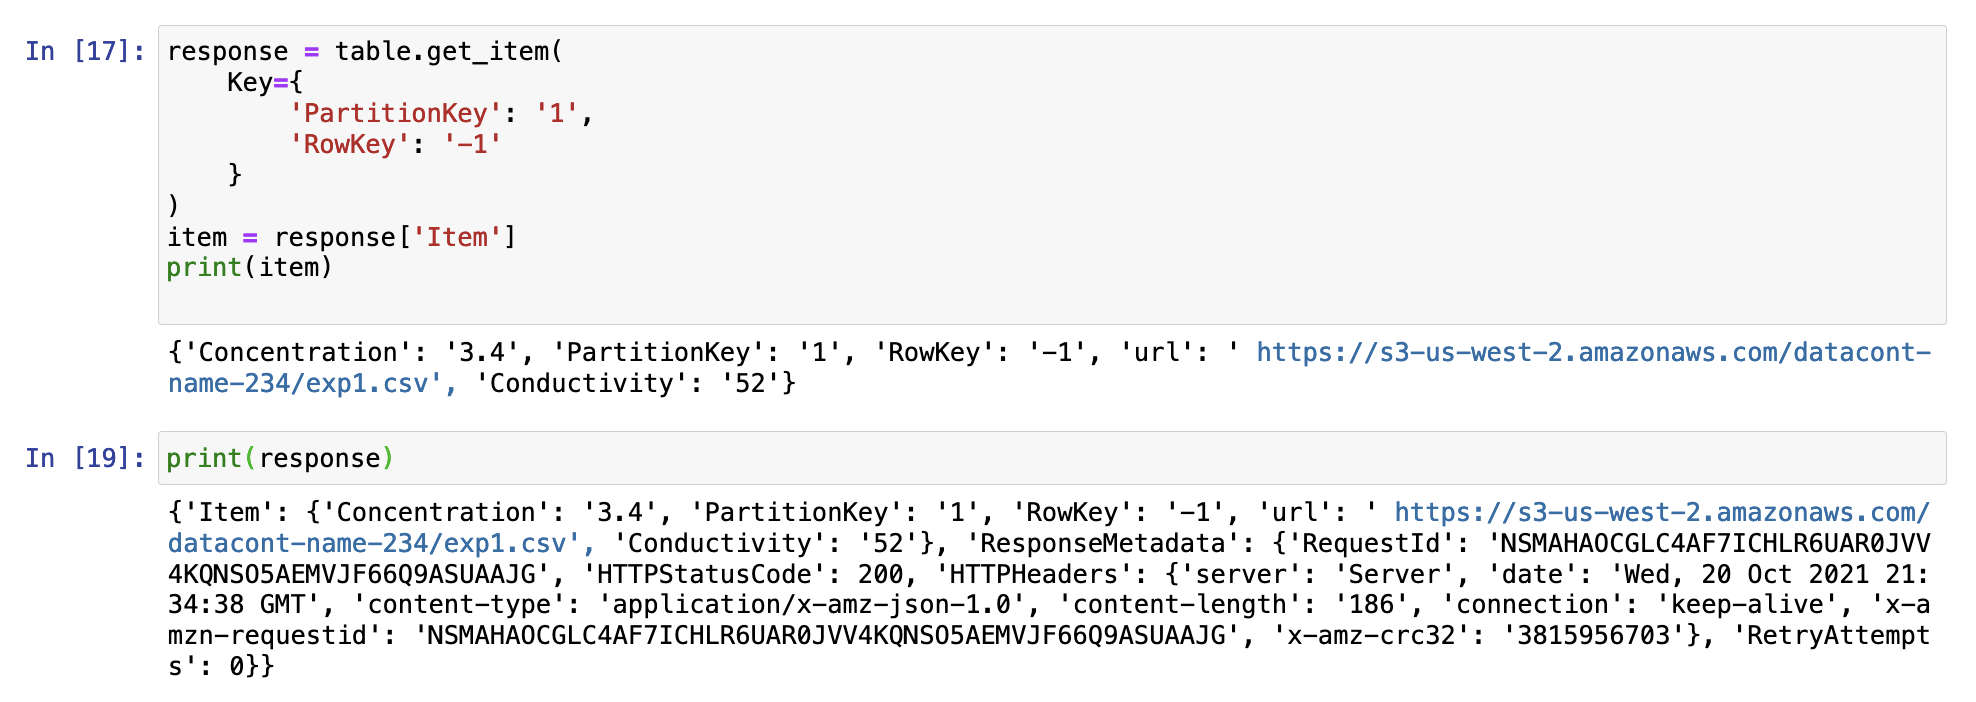 In [17]: response = table.get_item(
    Key={
        'PartitionKey': '1',
        'RowKey': '-1'
    }
)
item = response['Item']
print(item)
{'Concentration': '3.4', 'PartitionKey': '1', 'RowKey': '-1', 'url': ' https://s3-us-west-2.amazonaws.com/datacont-
name-234/exp1.csv', 'Conductivity': '52'}
In [19]: print(response)
{'Item': {'Concentration': '3.4', 'PartitionKey': '1', 'RowKey': '-1', 'url': ' https://s3-us-west-2.amazonaws.com/
datacont-name-234/exp1.csv', 'Conductivity': '52'}, 'ResponseMetadata': {'RequestId': 'NSMAHAOCGLC4AF7ICHLR6UAR0JVV
4KQNSO5AEMVJF66Q9ASUAAJG', 'HTTPStatusCode': 200, 'HTTPHeaders': {'server': 'Server', 'date': 'Wed, 20 Oct 2021 21:
34:38 GMT', 'content-type': 'application/x-amz-json-1.0', 'content-length': '186', 'connection': 'keep-alive', 'x-a
mzn-requestid': 'NSMAHAOCGLC4AF7ICHLR6UAR0JVV4KQNSO5AEMVJF66Q9ASUAAJG', 'x-amz-crc32': '3815956703'}, 'RetryAttempt
s': 0}}